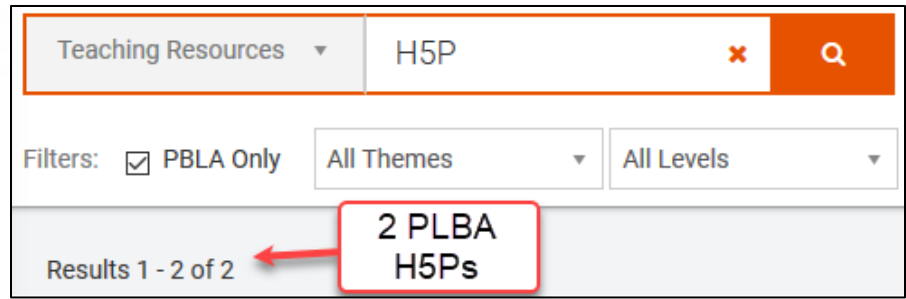 Teaching Resources H5P
Filters: PBLA Only All Themes All Levels
2 PLBA
H5Ps
Results 1 - 2 of 2